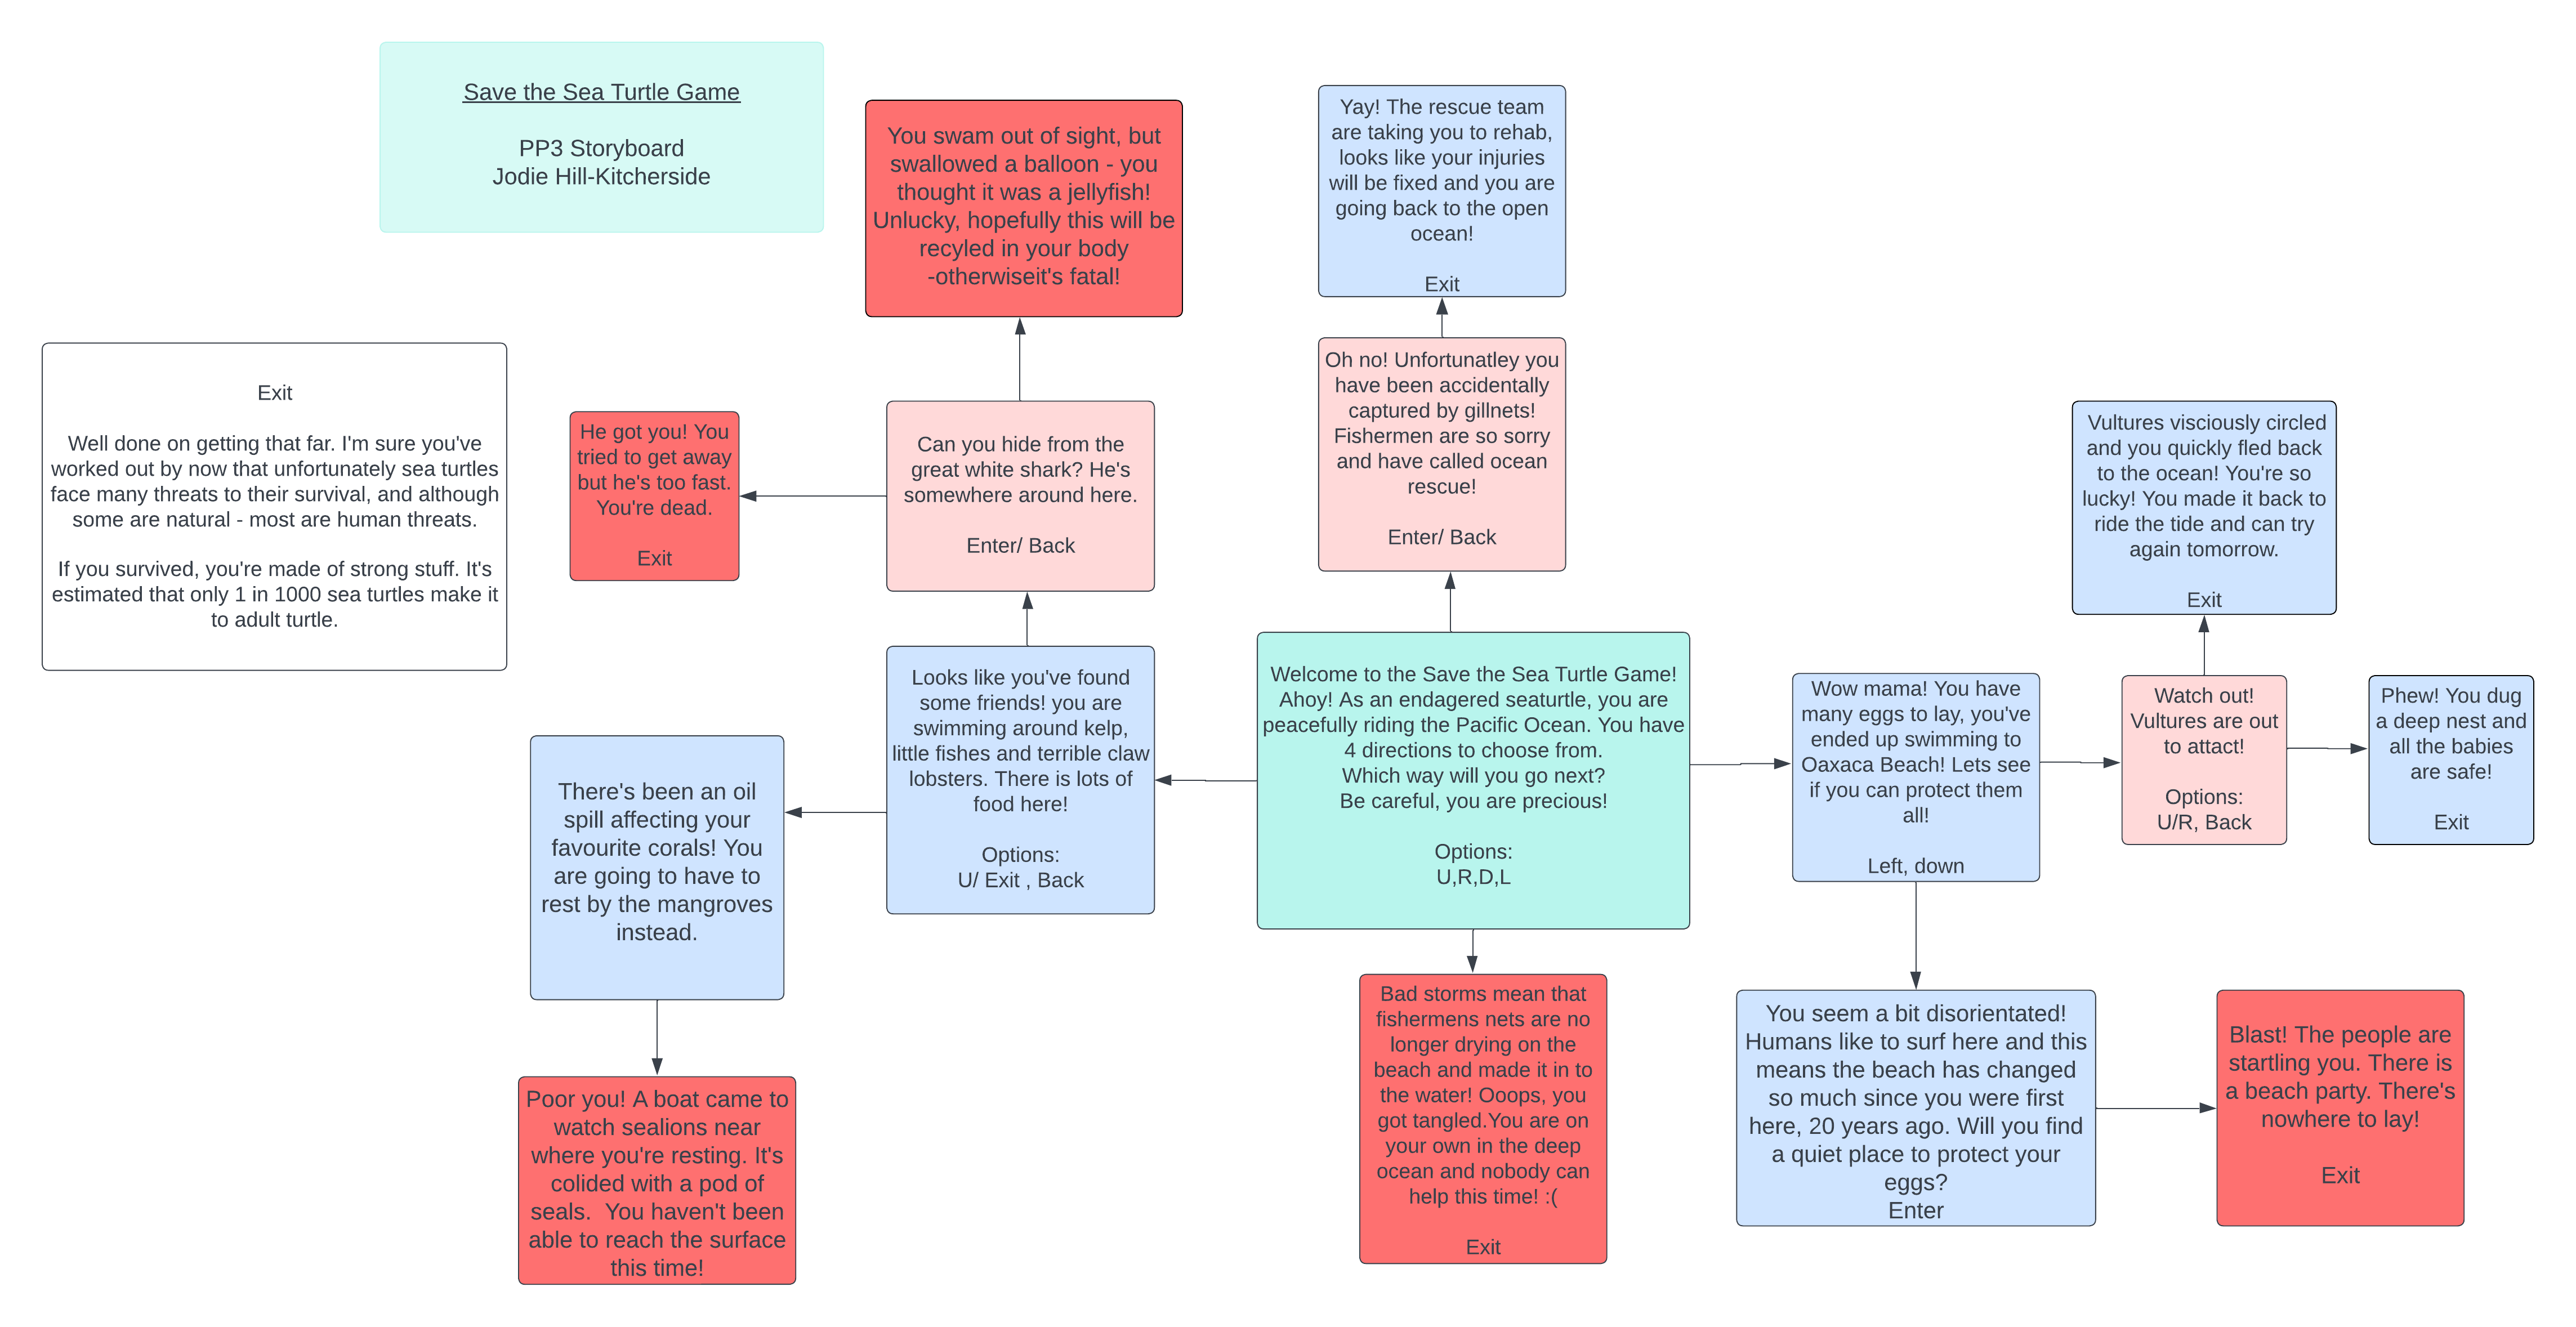 Save the Sea Turtle Game
PP3 Storyboard
Jodie Hill-Kitcherside
You swam out of sight, but
swallowed a balloon - you
thought it was a jellyfish!
Unlucky, hopefully this will be
recyled in your body
-otherwiseit's fatal!
Yay! The rescue team
are taking you to rehab,
looks like your injuries
will be fixed and you are
going back to the open
ocean!
Exit
Exit
Well done on getting that far. I'm sure you've
worked out by now that unfortunately sea turtles
face many threats to their survival, and although
some are natural - most are human threats.
If you survived, you're made of strong stuff. It's
estimated that only 1 in 1000 sea turtles make it
to adult turtle.
He got you! You
tried to get away
but he's too fast.
You're dead.
Exit
Can you hide from the
great white shark? He's
somewhere around here.
Enter/ Back
Oh no! Unfortunatley you
have been accidentally
captured by gillnets!
Fishermen are so sorry
and have called ocean
rescue!
Enter/ Back
Vultures visciously circled
and you quickly fled back
to the ocean! You're so
lucky! You made it back to
ride the tide and can try
again tomorrow.
Exit
There's been an oil
spill affecting your
favourite corals! You
are going to have to
rest by the mangroves
instead.
Looks like you've found
some friends! you are
swimming around kelp,
little fishes and terrible claw
lobsters. There is lots of
food here!
Options:
U/ Exit , Back
Welcome to the Save the Sea Turtle Game!
Ahoy! As an endagered seaturtle, you are
peacefully riding the Pacific Ocean. You have
4 directions to choose from.
Which way will you go next?
Be careful, you are precious!
Options:
U,R,D,L
Wow mama! You have
many eggs to lay, you've
ended up swimming to
Oaxaca Beach! Lets see
if you can protect them
all!
Left, down
Watch out!
Vultures are out
to attact!
Options:
U/R, Back
Phew! You dug
a deep nest and
all the babies
are safe!
Exit
Poor you! A boat came to
watch sealions near
where you're resting. It's
colided with a pod of
seals. You haven't been
able to reach the surface
this time!
Bad storms mean that
fishermens nets are no
longer drying on the
beach and made it in to
the water! Ooops, you
got tangled.You are on
your own in the deep
ocean and nobody can
help this time! :(
Exit
You seem a bit disorientated!
Humans like to surf here and this
means the beach has changed
so much since you were first
here, 20 years ago. Will you find
a quiet place to protect your
eggs?
Enter
Blast! The people are
startling you. There is
a beach party. There's
nowhere to lay!
Exit